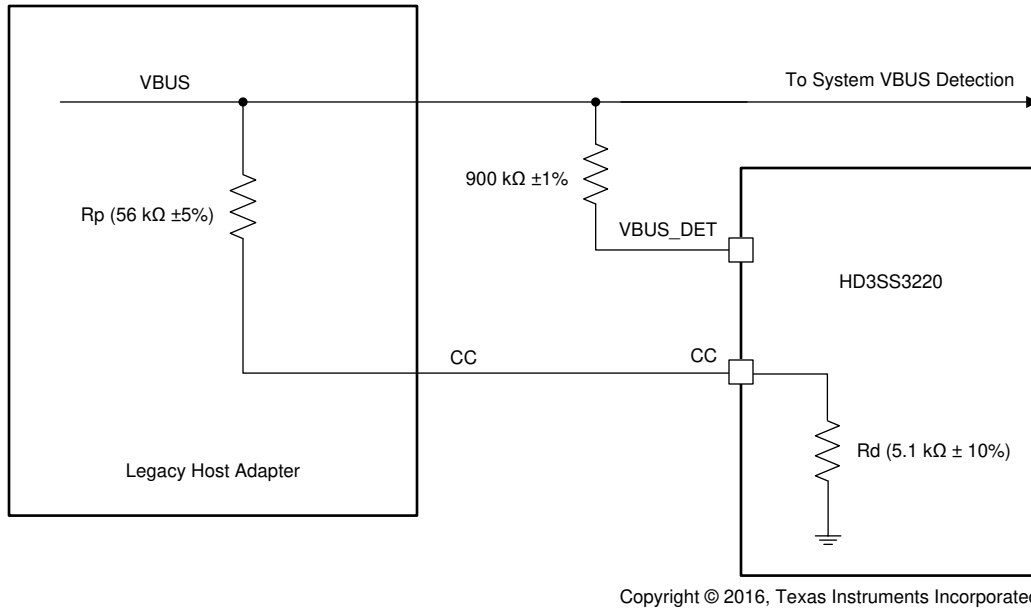 VBUS
To System VBUS Detection
900 kΩ ±1%
Rp (56 kΩ ±5%)
VBUS_DET
HD3SS3220
CC
CC
Rd (5.1 kΩ ± 10%)
Legacy Host Adapter
Copyright © 2016, Texas Instruments Incorporated